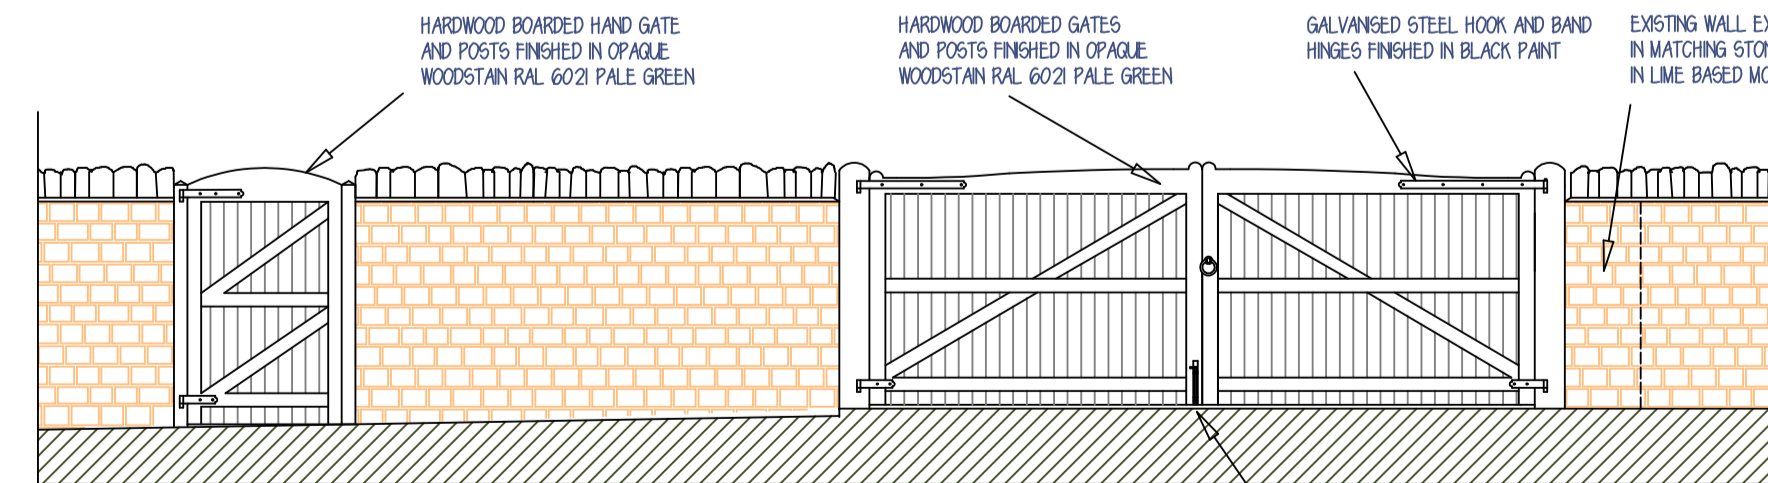 HARDWOOD BOARDED HAND GATE
AND POSTS FINISHED IN OPAQUE
WOODSTAIN RAL 6021 PALE GREEN
HARDWOOD BOARDED GATES
AND POSTS FINISHED IN OPAQUE
WOODSTAIN RAL 6021 PALE GREEN
GALVANISED STEEL HOOK AND BAND
HINGES FINISHED IN BLACK PAINT
EXISTING WALL
IN MATCHING
IN LIME BASED